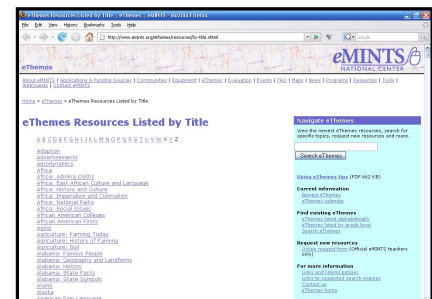 eThemes Resources Listed by Title | eThemes | eMINTS - Mozilla Firefox
File Edit View History Bookmarks Tools Help
http://www.emints.org/ethemes/resources/by-title.shtml
Google
eThemes
eMINTS
NATIONAL CENTER
About eMINTS | Applications & Funding Sources | Communities | Equipment | eThemes | Evaluation | Events | FAQ | Maps | News | Programs | Resources | Tools |
WebQuests | Contact eMINTS
Home » eThemes » eThemes Resources Listed by Title
eThemes Resources Listed by Title
A B C D E F G H I J K L M N O P Q R S T U V W X Y Z
Adoption
Advertisements
Aerodynamics
Africa
Africa: Adinkra Cloths
Africa: East African Culture and Language
Africa: History and Culture
Africa: Imperialism and Colonialism
Africa: National Parks
Africa: Social Issues
African American Colleges
African American Firsts
Aging
Agriculture: Farming Today
Agriculture: History of Farming
Agriculture: Soil
Alabama: Famous People
Alabama: Geography and Landforms
Alabama: History
Alabama: State Facts
Alabama: State Symbols
Alamo
Alaska
American Sign Language
Navigate eThemes
View the newest eThemes resources, search for
specific topics, request new resources and more.
Search eThemes
Using eThemes tips (PDF 462 KB)
Current information
Newest eThemes
eThemes calendar
Find existing eThemes
eThemes listed alphabetically
eThemes listed by grade level
Search eThemes
Request new resources
Online request form (Official eMINTS teachers
only)
For more information
Links and linking policies
Links to suggested search engines
Contact us
eThemes home